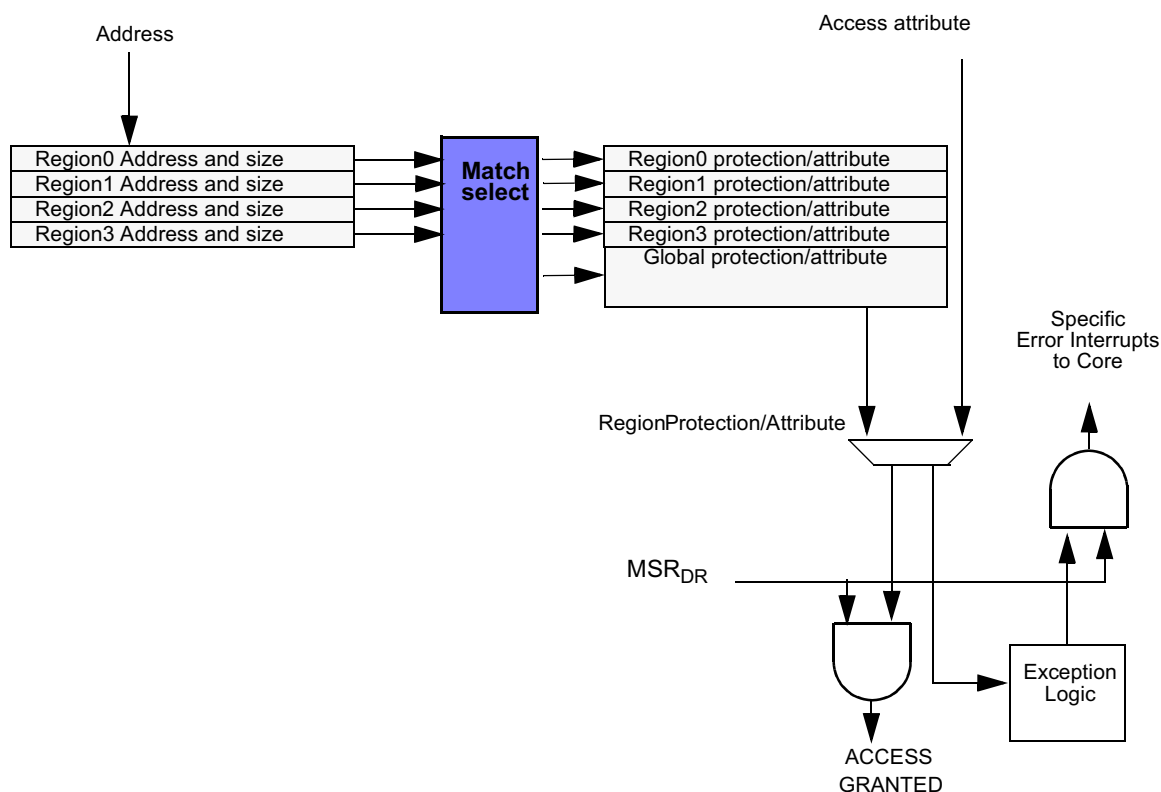 Address
Access attribute
Region0 Address and size
Region1 Address and size
Region2 Address and size
Region3 Address and size
Match
select
Region0 protection/attribute
Region1 protection/attribute
Region2 protection/attribute
Region3 protection/attribute
Global protection/attribute
Specific
Error Interrupts
to Core
RegionProtection/Attribute
MSRDR
Exception
Logic
ACCESS
GRANTED